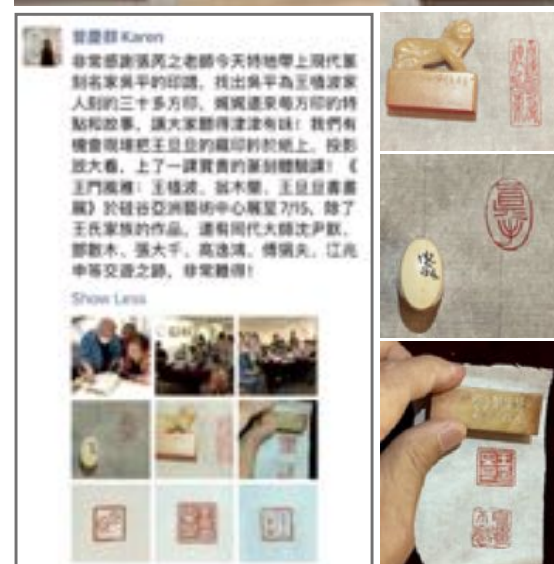 曾慶群 Karen
非常感謝張芮之老師今天特地帶上現代篆
刻名家吳平的印譜，找出吳平為王植波家
人刻的三十多方印，娓娓道來每方印的特
點和故事，讓大家聽得津津有味！我們有
機會現場把王旦旦的藏印鈐於紙上，投影
放大看，上了一課寶貴的篆刻體驗課！《
王門風雅：王植波、翁木蘭、王旦旦書畫
展》於硅谷亞洲藝術中心展至 7/15，除了
王氏家族的作品，還有同代大師沈尹默、
鄧散木、張大千、高逸鴻、傅狷夫、江兆
申等交遊之跡，非常難得！
Show Less